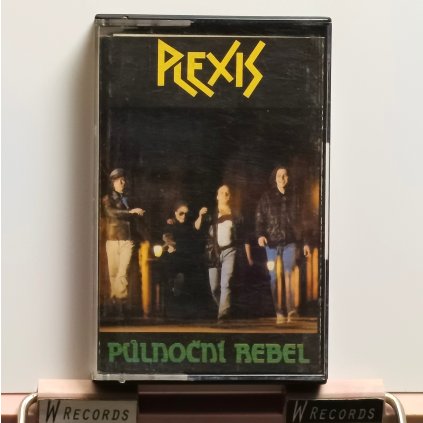 PLEXIS
PŮLNOČNÍ REBEL
W RECORDS
W RECORDS